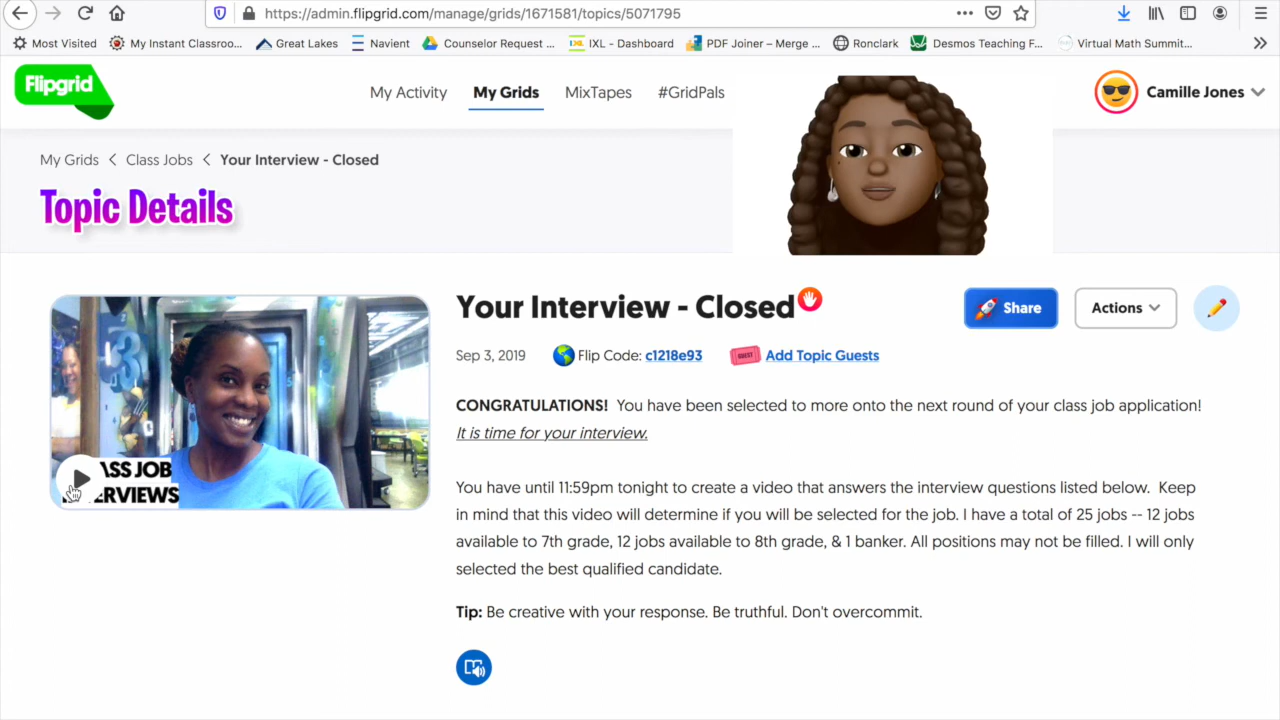 https://admin.flipgrid.com/manage/grids/1671581/topics/5071795
Most Visited My Instant Classroo... Great Lakes Navient Counselor Request ... IXL - Dashboard PDF Joiner – Merge ... Ronclark Desmos Teaching F... Virtual Math Summit...
Flipgrid My Activity My Grids MixTapes #GridPals Camille Jones
My Grids Class Jobs Your Interview - Closed
Topic Details
Your Interview - Closed
Share Actions
Sep 3, 2019 Flip Code: c1218e93 GUEST Add Topic Guests
CONGRATULATIONS! You have been selected to more onto the next round of your class job application!
It is time for your interview.
You have until 11:59pm tonight to create a video that answers the interview questions listed below. Keep
in mind that this video will determine if you will be selected for the job. I have a total of 25 jobs -- 12 jobs
available to 7th grade, 12 jobs available to 8th grade, & 1 banker. All positions may not be filled. I will only
selected the best qualified candidate.
Tip: Be creative with your response. Be truthful. Don't overcommit.
ASS JOB
ERVIEWS